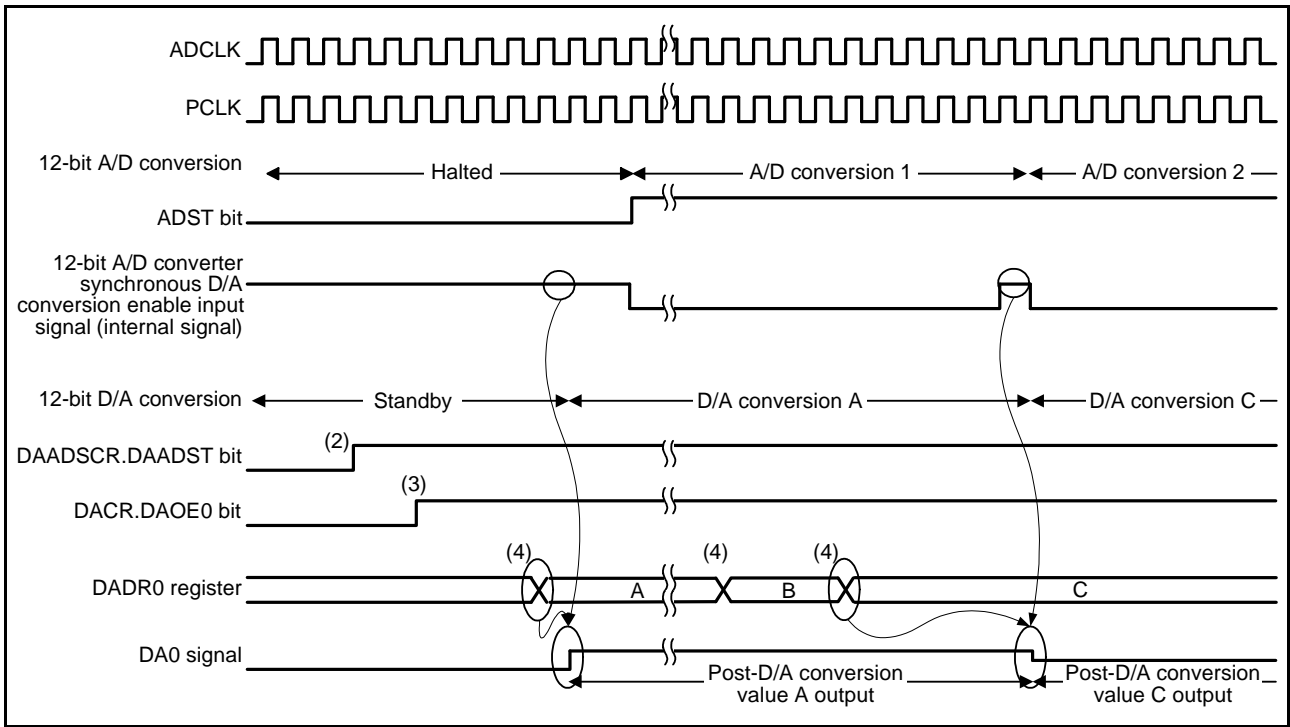 ADCLK
PCLK
12-bit A/D conversion
Halted
A/D conversion 1
A/D conversion 2
ADST bit
12-bit A/D converter
synchronous D/A
conversion enable input
signal (internal signal)
12-bit D/A conversion
Standby
D/A conversion A
D/A conversion C
(2)
DAADSCR.DAADST bit
(3)
DACR.DAOE0 bit
(4)
(4)
(4)
DADR0 register
A
B
C
DA0 signal
Post-D/A conversion
value A output
Post-D/A conversion
value C output